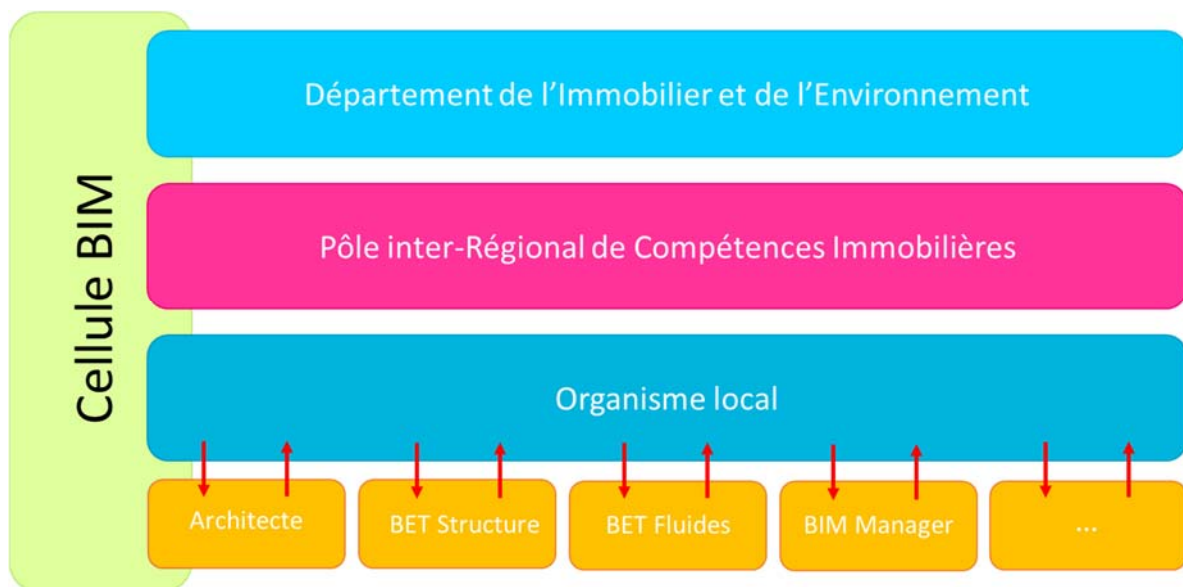 Cellule BIM
Département de l’Immobilier et de l’Environnement
Pôle inter-Régional de Compétences Immobilières
Organisme local
Architecte
BET Structure
BET Fluides
BIM Manager
...